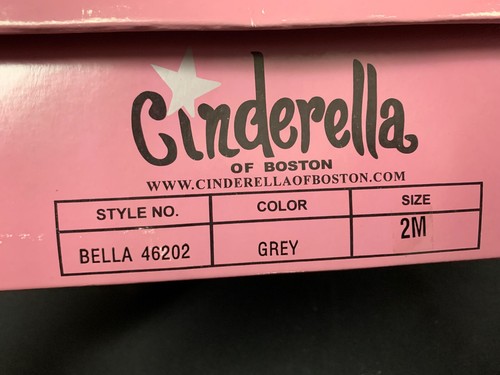 Cinderella
OF BOSTON
WWW.CINDERELLAOFBOSTON.COM
STYLE NO. COLOR SIZE
BELLA 46202 GREY 2M